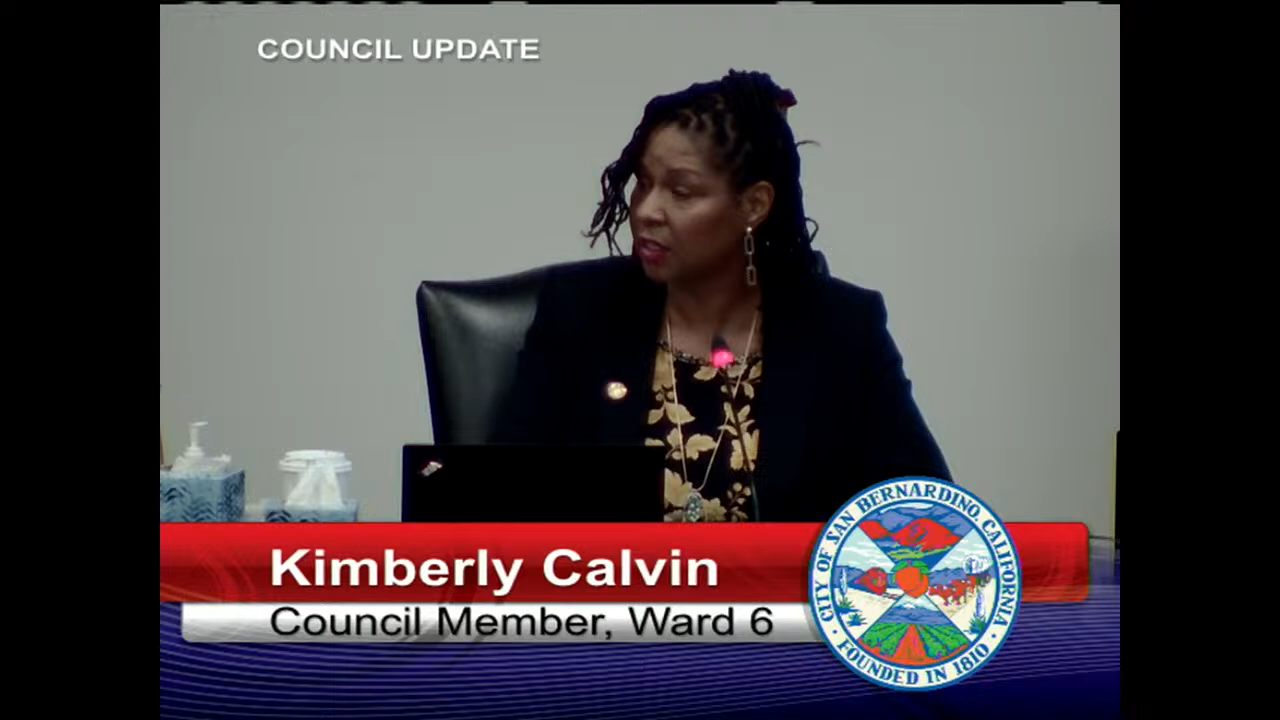 COUNCIL UPDATE
Kimberly Calvin
Council Member, Ward 6
CITY OF SAN BERNARDINO, CALIFORNIA
FOUNDED IN 1810